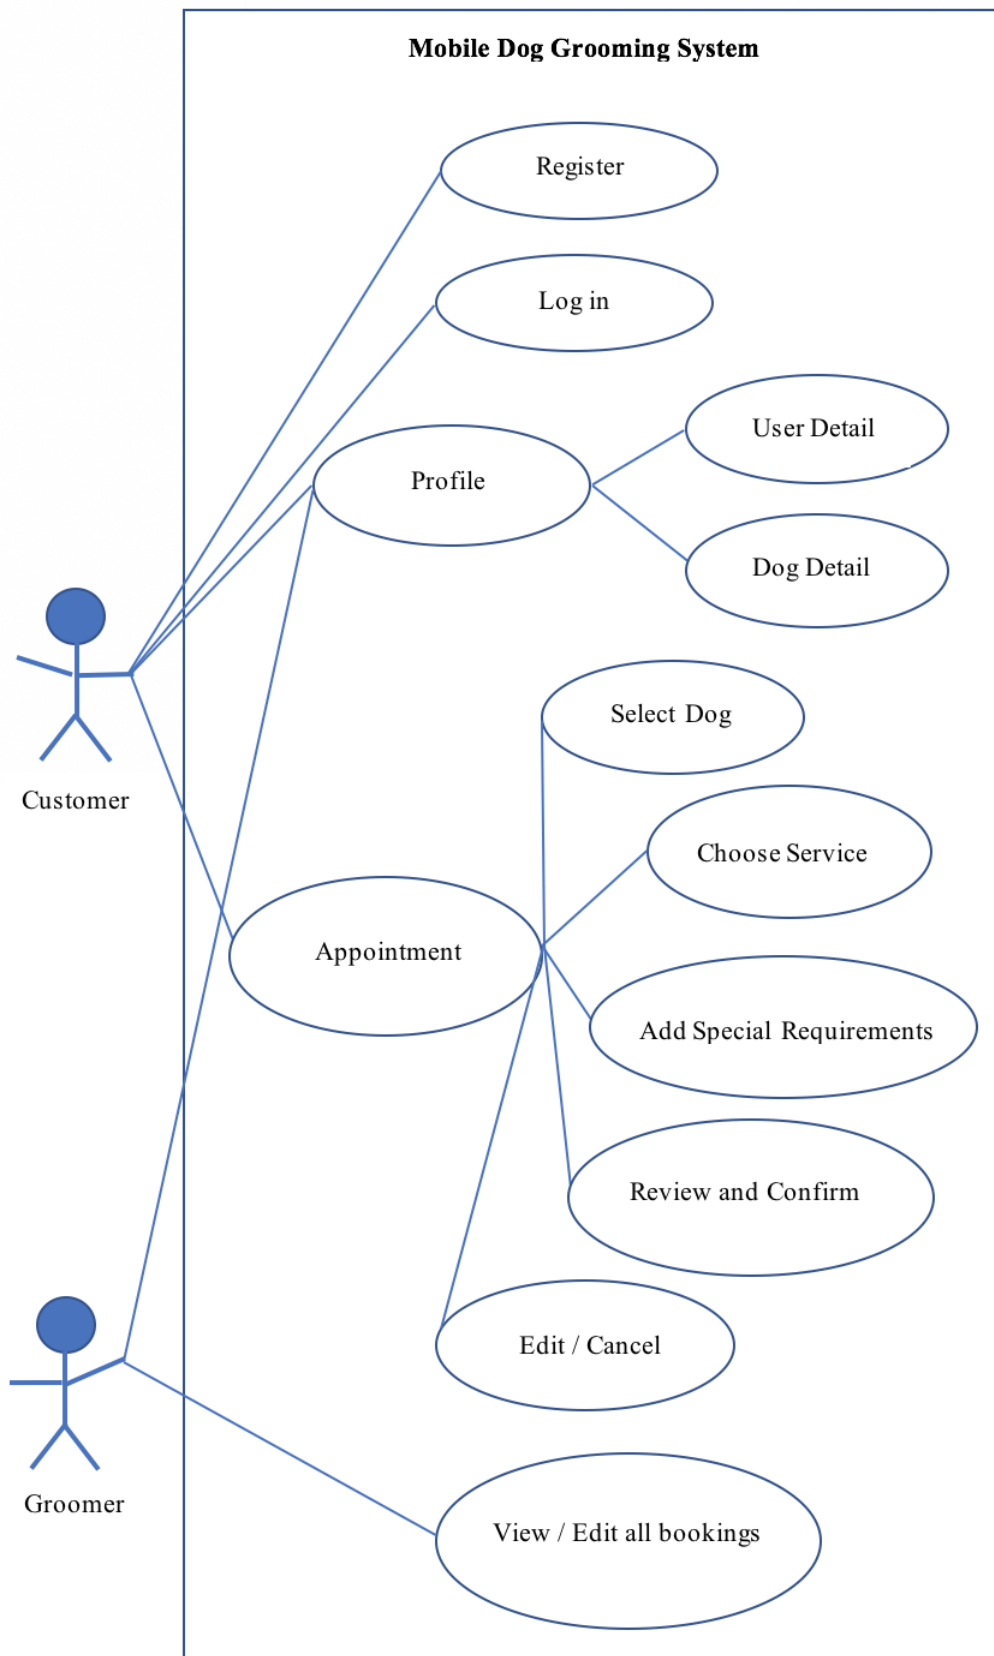 Mobile Dog Grooming System
Register
Log in
User Detail
Profile
Dog Detail
Select Dog
Customer
Choose Service
Appointment
Add Special Requirements
Review and Confirm
Edit / Cancel
Groomer
View / Edit all bookings